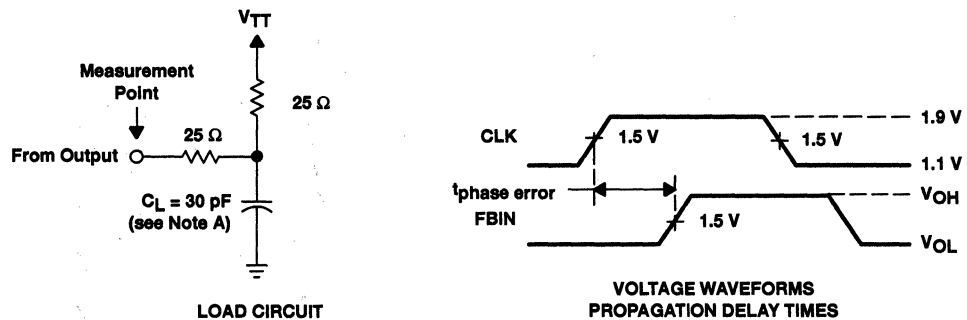 VTT
Measurement
Point
25 Ω
25 Ω
From Output
CL = 30 pF
(see Note A)
LOAD CIRCUIT
CLK
1.5 V
1.5 V
1.9 V
1.1 V
tphase error
FBIN
1.5 V
VOH
VOL
VOLTAGE WAVEFORMS
PROPAGATION DELAY TIMES